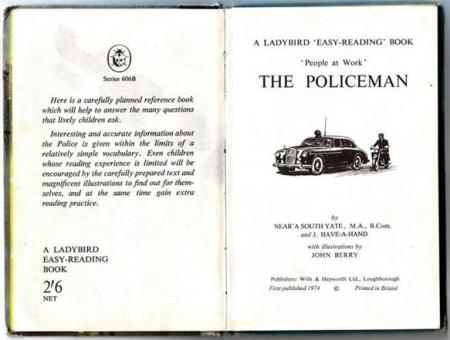 Series 606B
Here is a carefully planned reference book
which will help to answer the many questions
that lively children ask.
Interesting and accurate information about
the Police is given within the limits of a
relatively simple vocabulary. Even children
whose reading experience is limited will be
encouraged by the carefully prepared text and
magnificent illustrations to find out for them-
selves, and at the same time gain extra
reading practice.
A LADYBIRD
EASY-READING
BOOK
2'6
NET
A LADYBIRD 'EASY-READING' BOOK
'People at Work'
THE POLICEMAN
by
NEAR'A SOUTH YATE, M.A., B.Com.
and J. HAVE-A-HAND
with illustrations by
JOHN BERRY
Publishers: Wills & Hepworth Ltd., Loughborough
First published 1974 © Printed in Bristol